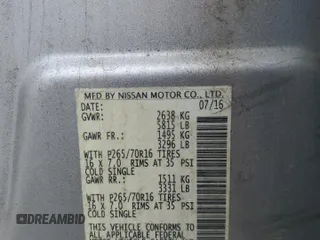 MFD BY NISSAN MOTOR CO., LTD.
DATE: 07/16
GVWR: 2638 KG
5815 LB
GAWR FR.: 1495 KG
3296 LB
WITH P265/70R16 TIRES
16 X 7.0 RIMS AT 35 PSI
COLD SINGLE
GAWR RR.: 1511 KG
3331 LB
WITH P265/70R16 TIRES
16 X 7.0 RIMS AT 35 PSI
COLD SINGLE
THIS VEHICLE CONFORMS TO ALL
APPLICABLE FEDERAL
DREAMBID